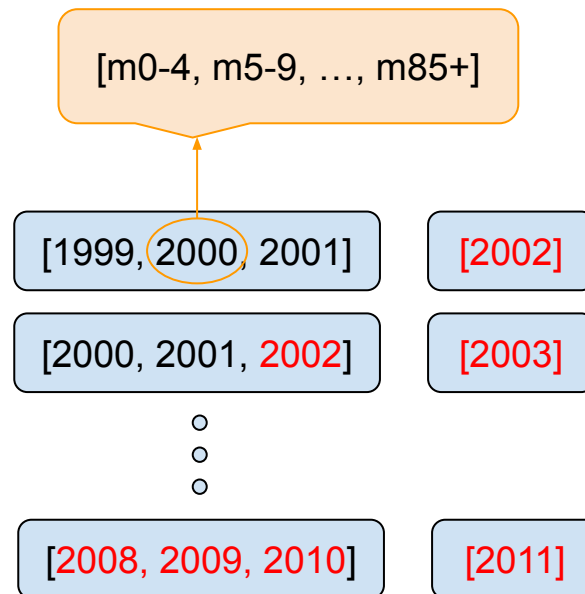 [m0-4, m5-9, …, m85+]
[1999, 2000, 2001] [2002]
[2000, 2001, 2002] [2003]
[2008, 2009, 2010] [2011]